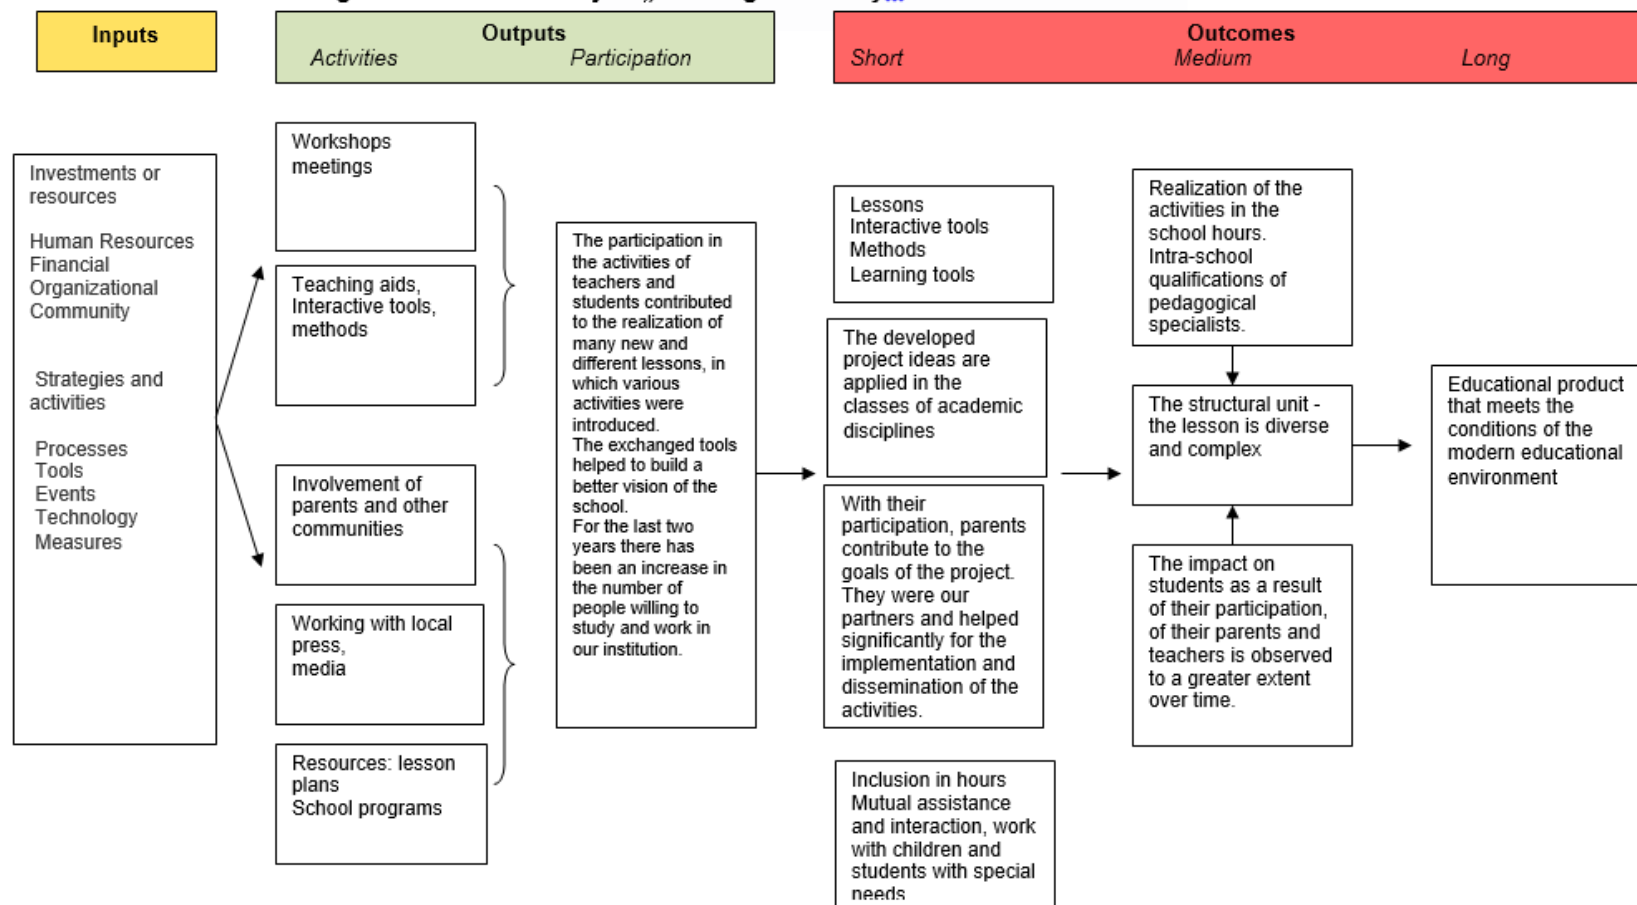 Inputs
Outputs
Activities
Participation
Outcomes
Short
Medium
Long
Investments or
resources
Human Resources
Financial
Organizational
Community
Strategies and
activities
Processes
Tools
Events
Technology
Measures
Workshops
meetings
Teaching aids,
Interactive tools,
methods
Involvement of
parents and other
communities
Working with local
press,
media
Resources: lesson
plans
School programs
The participation in
the activities of
teachers and
students contributed
to the realization of
many new and
different lessons, in
which various
activities were
introduced.
The exchanged tools
helped to build a
better vision of the
school.
For the last two
years there has
been an increase in
the number of
people willing to
study and work in
our institution.
Lessons
Interactive tools
Methods
Learning tools
The developed
project ideas are
applied in the
classes of academic
disciplines
With their
participation, parents
contribute to the
goals of the project.
They were our
partners and helped
significantly for the
implementation and
dissemination of the
activities.
Inclusion in hours
Mutual assistance
and interaction, work
with children and
students with special
needs
Realization of the
activities in the
school hours.
Intra-school
qualifications of
pedagogical
specialists.
The structural unit -
the lesson is diverse
and complex
The impact on
students as a result
of their participation,
of their parents and
teachers is observed
to a greater extent
over time.
Educational product
that meets the
conditions of the
modern educational
environment